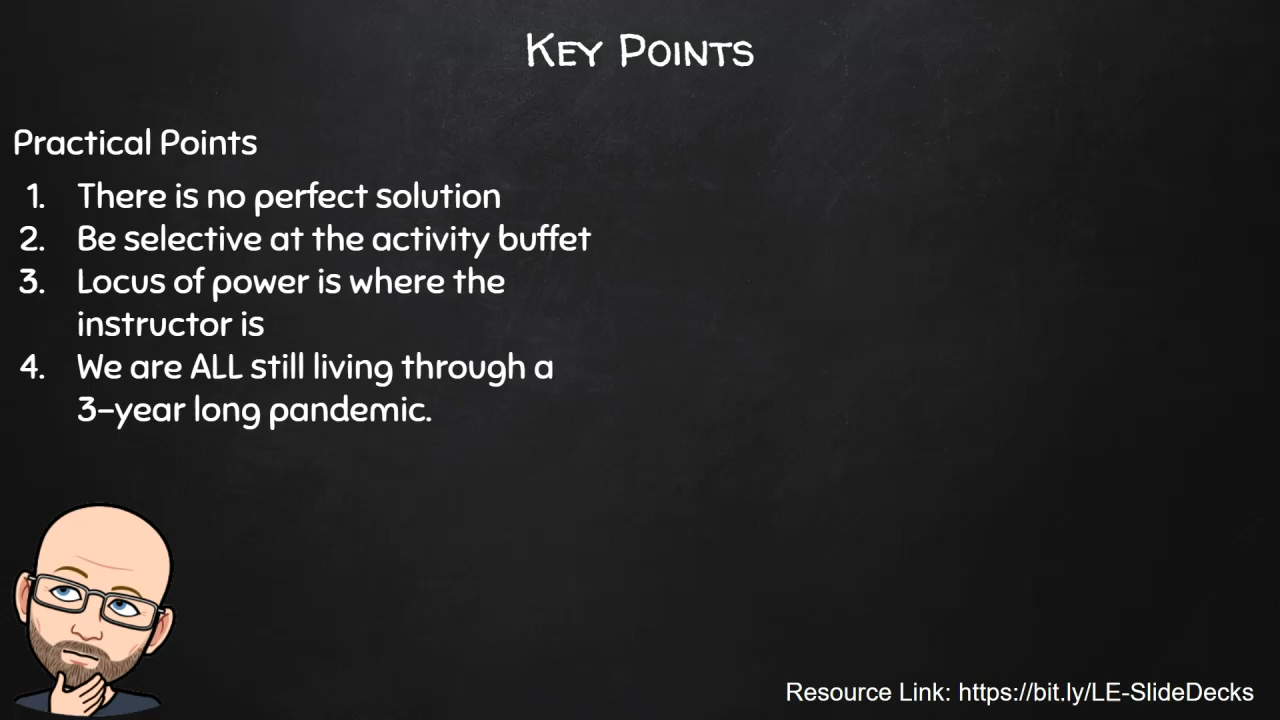 Key Points
Practical Points
1. There is no perfect solution
2. Be selective at the activity buffet
3. Locus of power is where the
instructor is
4. We are ALL still living through a
3-year long pandemic.
Resource Link: https://bit.ly/LE-SlideDecks